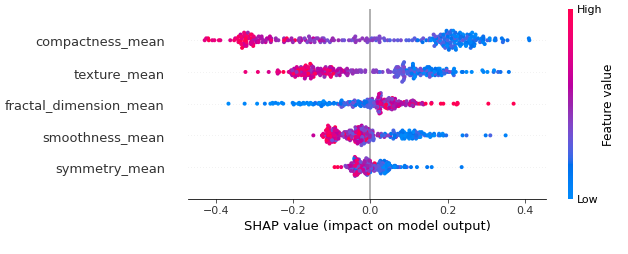 High
compactness_mean
texture_mean
fractal_dimension_mean
smoothness_mean
symmetry_mean
Feature value
Low
−0.4 −0.2 0.0 0.2 0.4
SHAP value (impact on model output)